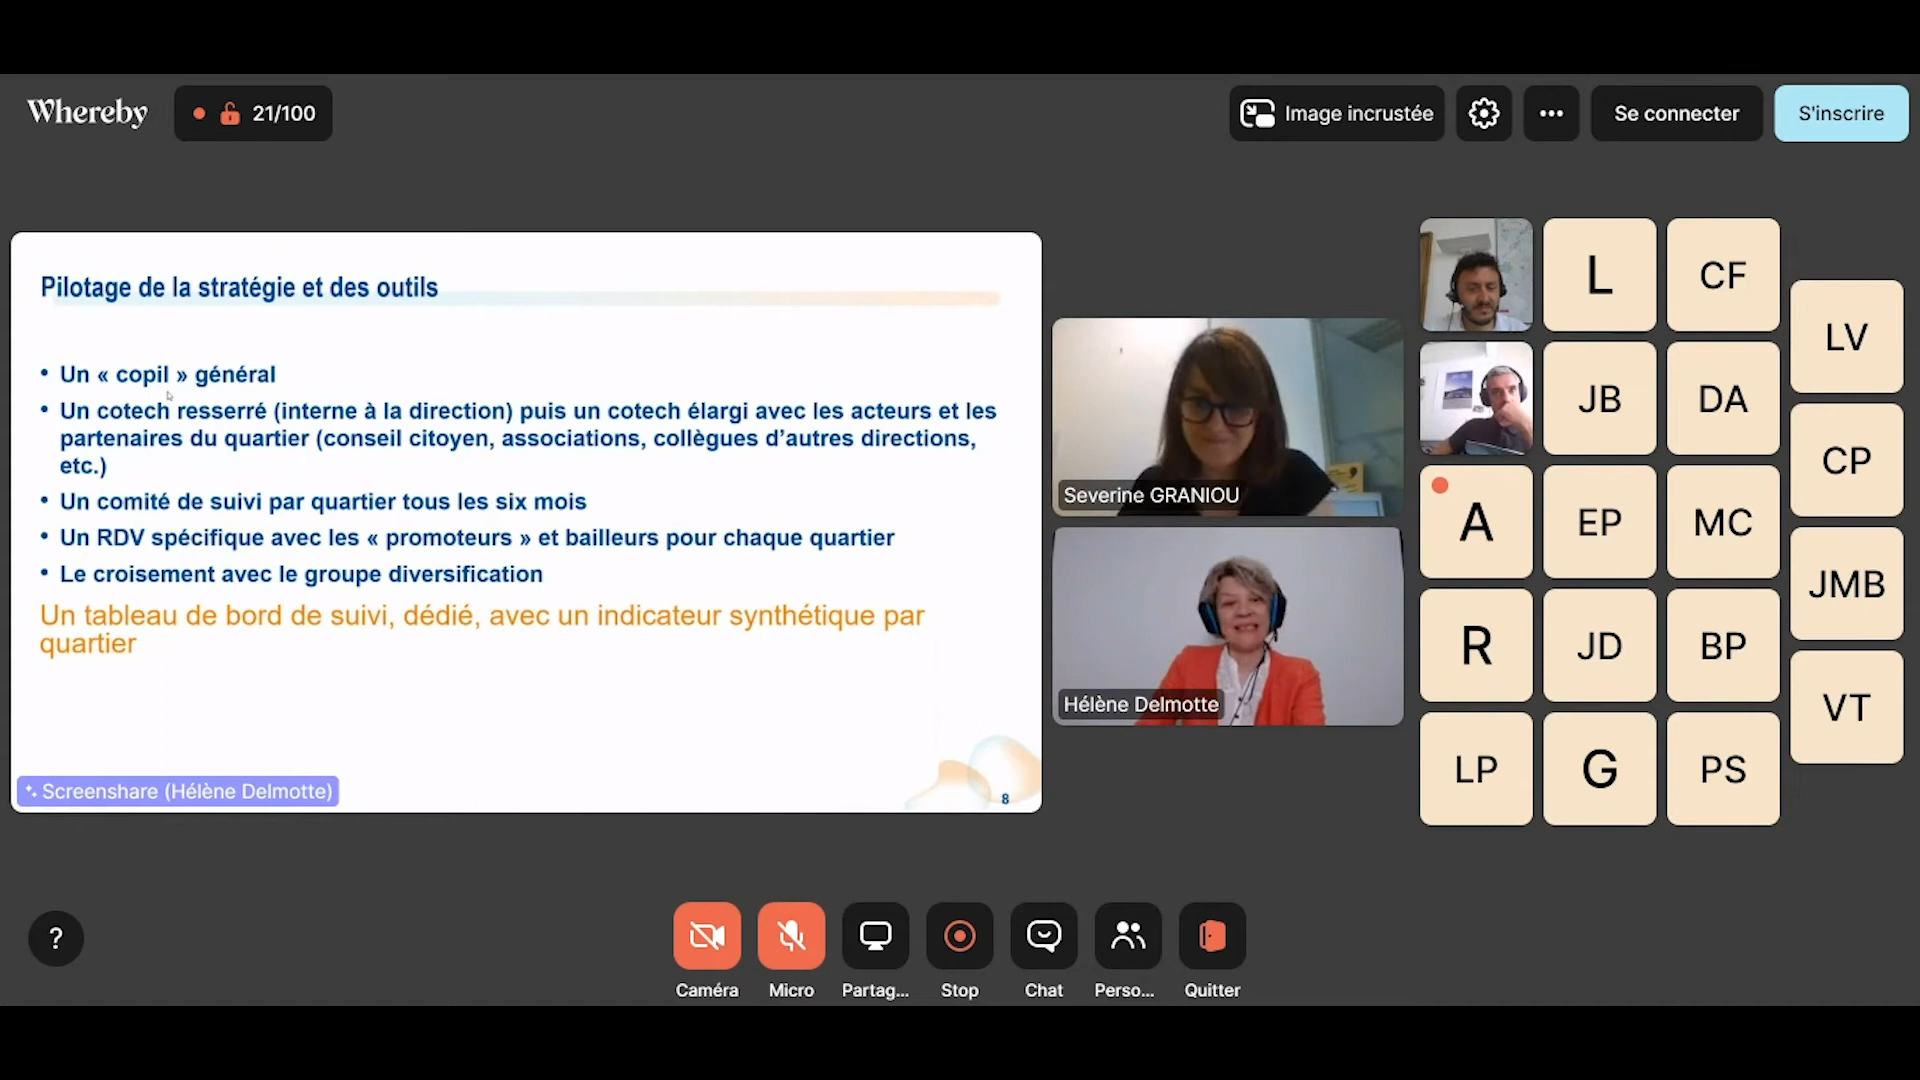 Whereby
21/100
Image incrustée
Se connecter
S'inscrire
Pilotage de la stratégie et des outils
• Un « copil » général
• Un cotech resserré (interne à la direction) puis un cotech élargi avec les acteurs et les
partenaires du quartier (conseil citoyen, associations, collègues d'autres directions,
etc.)
• Un comité de suivi par quartier tous les six mois
• Un RDV spécifique avec les « promoteurs » et bailleurs pour chaque quartier
• Le croisement avec le groupe diversification
Un tableau de bord de suivi, dédié, avec un indicateur synthétique par
quartier
8
Screenshare (Hélène Delmotte)
Severine GRANIOU
Hélène Delmotte
L
CF
LV
JB
DA
CP
A
EP
MC
JMB
R
JD
BP
VT
LP
G
PS
?
Caméra
Micro
Partag...
Stop
Chat
Perso...
Quitter